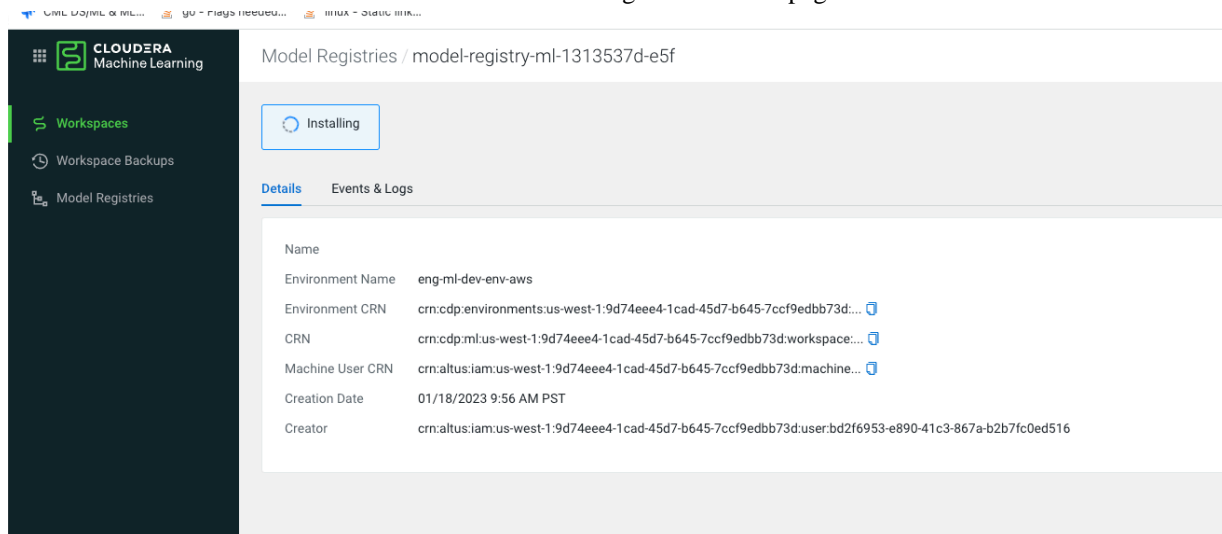 CLOUDERA
Machine Learning
Model Registries / model-registry-ml-1313537d-e5f
Workspaces
Workspace Backups
Model Registries
Installing
Details Events & Logs
Name
Environment Name eng-ml-dev-env-aws
Environment CRN crn:cdp:environments:us-west-1:9d74eee4-1cad-45d7-b645-7ccf9edbb73d:...
CRN crn:cdp:ml:us-west-1:9d74eee4-1cad-45d7-b645-7ccf9edbb73d:workspace:...
Machine User CRN crn:altus:iam:us-west-1:9d74eee4-1cad-45d7-b645-7ccf9edbb73d:machine...
Creation Date 01/18/2023 9:56 AM PST
Creator crn:altus:iam:us-west-1:9d74eee4-1cad-45d7-b645-7ccf9edbb73d:user:bd2f6953-e890-41c3-867a-b2b7fc0ed516